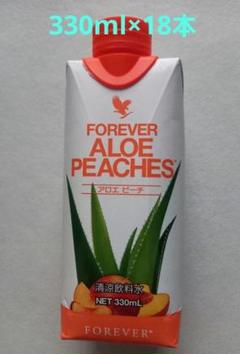 330ml×18本
FOREVER
ALOE
PEACHES™
アロエ ピーチ
清涼飲料水
NET 330mL
FOREVER®